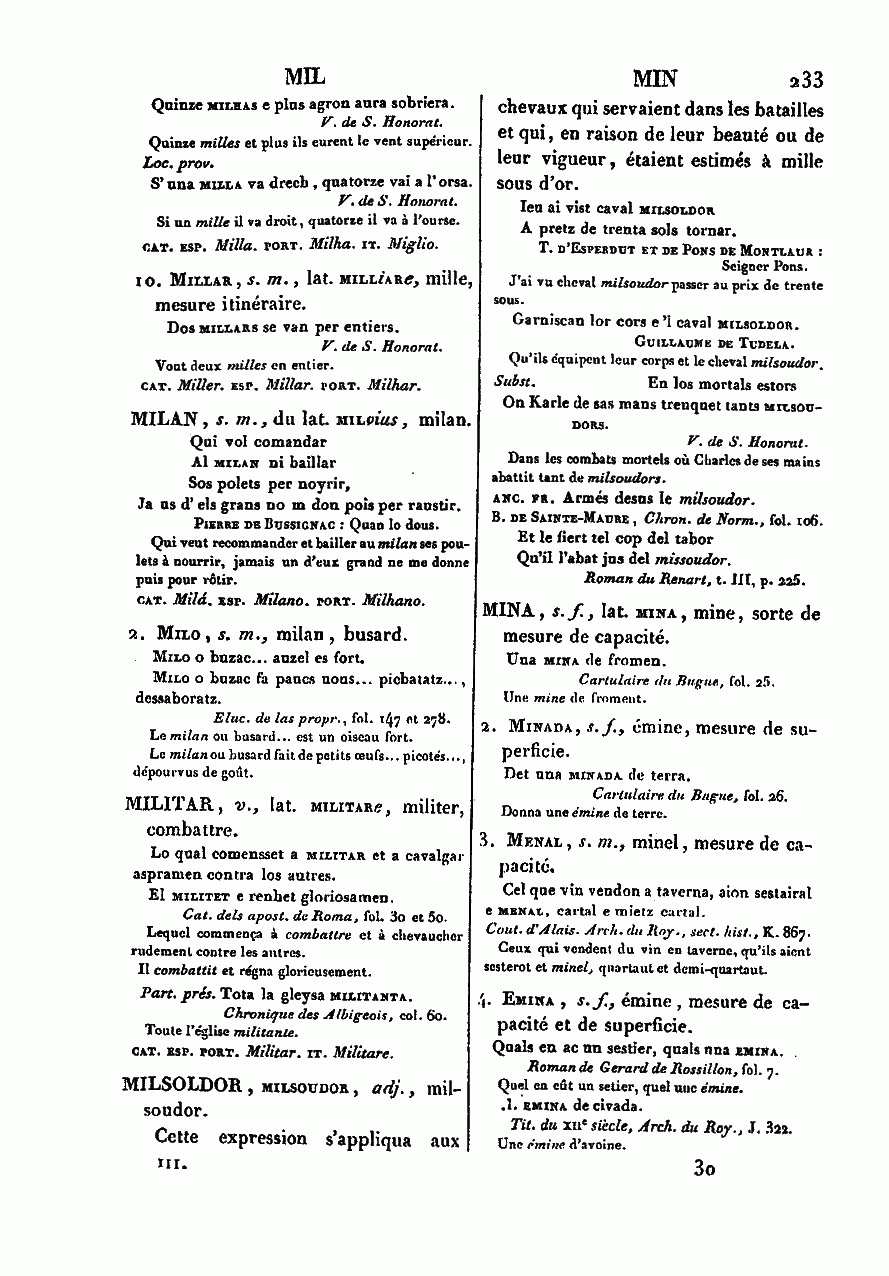 MIL
MIN 233
Quinze MILHAS e plus agron aura sobriera.
V. de S. Honorat.
Quinze milles et plus ils eurent le vent supérieur.
Loc. prov.
S' una MILLA va drech, quatorze vai a l' orsa.
V. de S. Honorat.
Si un mille il va droit, quatorze il va à l'ourse.
CAT. ESP. Milla. PORT. Milha. IT. Miglio.
10. MILLAR, s. m., lat. MILLIARe, mille,
mesure itinéraire.
Dos MILLARS se van per entiers.
V. de S. Honorat.
Vont deux milles en entier.
CAT. Miller. ESP. Millar. PORT. Milhar.
MILAN, s. m., du lat. MILvius, milan.
Qui vol comandar
Al MILAN ni baillar
Sos polets per noyrir,
Ja us d' els grans no m don pois per raustir.
PIERRE DE BUSSIGNAC : Quan lo dous.
Qui veut recommander et bailler au milan ses pou-
lets à nourrir, jamais un d'eux grand ne me donne
puis pour rôtir.
CAT. Milá. ESP. Milano. PORT. Milhano.
2. MILO, s. m., milan, busard.
MILO o buzac... auzel es fort.
MILO o buzac fa paucs uous... picbatatz...,
dessaboratz.
Eluc. de las propr., fol. 147 et 278.
Le milan ou busard... est un oiseau fort.
Le milan ou busard fait de petits œufs... picotés...,
dépourvus de goût.
MILITAR, v., lat. MILITARe, militer,
combattre.
Lo qual comensset a MILITAR et a cavalgar
aspramen contra los autres.
El MILITET e renhet gloriosamen.
Cat. dels apost. de Roma, fol. 30 et 50.
Lequel commença à combattre et à chevaucher
rudement contre les autres.
Il combattit et régna glorieusement.
Part. prés. Tota la gleysa MILITANTA.
Chronique des Albigeois, col. 60.
Toute l'église militante.
CAT. ESP. PORT. Militar. IT. Militare.
MILSOLDOR, MILSOUDOR, adj., mil-
soudor.
Cette expression s'appliqua aux
III.
chevaux qui servaient dans les batailles
et qui, en raison de leur beauté ou de
leur vigueur, étaient estimés à mille
sous d'or.
Ieu ai vist caval MILSOLDOR
A pretz de trenta sols tornar.
T. D'ESPERDUT ET DE PONS DE MONTLAUR :
Seigner Pons.
J'ai vu cheval milsoudor passer au prix de trente
sous.
Garniscan lor cors e 'l caval MILSOLDOR.
GUILLAUME DE TUDELA.
Qu'ils équipent leur corps et le cheval milsoudor.
Subst. En los mortals estors
On Karle de sas mans trenquet tants MILSOU-
DORS.
V. de S. Honorat.
Dans les combats mortels où Charles de ses mains
abattit tant de milsoudors.
ANC. FR. Armés desus le milsoudor.
B. DE SAINTE-MAURE, Chron. de Norm., fol. 106.
Et le fiert tel cop del tabor
Qu'il l'abat jus del missoudor.
Roman du Renart, t. III, p. 225.
MINA, s. f., lat. MINA, mine, sorte de
mesure de capacité.
Una MINA de fromen.
Cartulaire du Bugue, fol. 25.
Une mine de froment.
2. MINADA, s. f., émine, mesure de su-
perficie.
Det una MINADA de terra.
Cartulaire du Bugue, fol. 26.
Donna une émine de terre.
3. MENAL, s. m., minel, mesure de ca-
pacité.
Cel que vin vendon a taverna, aion sestairal
e MENAL, cartal e mietz cartal.
Cout. d'Alais. Arch. du Roy., sect. hist., K. 867.
Ceux qui vendent du vin en taverne, qu'ils aient
sesterot et minel, quartaut et demi-quartaut.
4. EMINA, s. f., émine, mesure de ca-
pacité et de superficie.
Quals en ac un sestier, quals una EMINA.
Roman de Gerard de Rossillon, fol. 7.
Quel en eût un setier, quel une émine.
.I. EMINA de civada.
Tit. du XIIe siècle, Arch. du Roy., J. 322.
Une émine d'avoine.
30